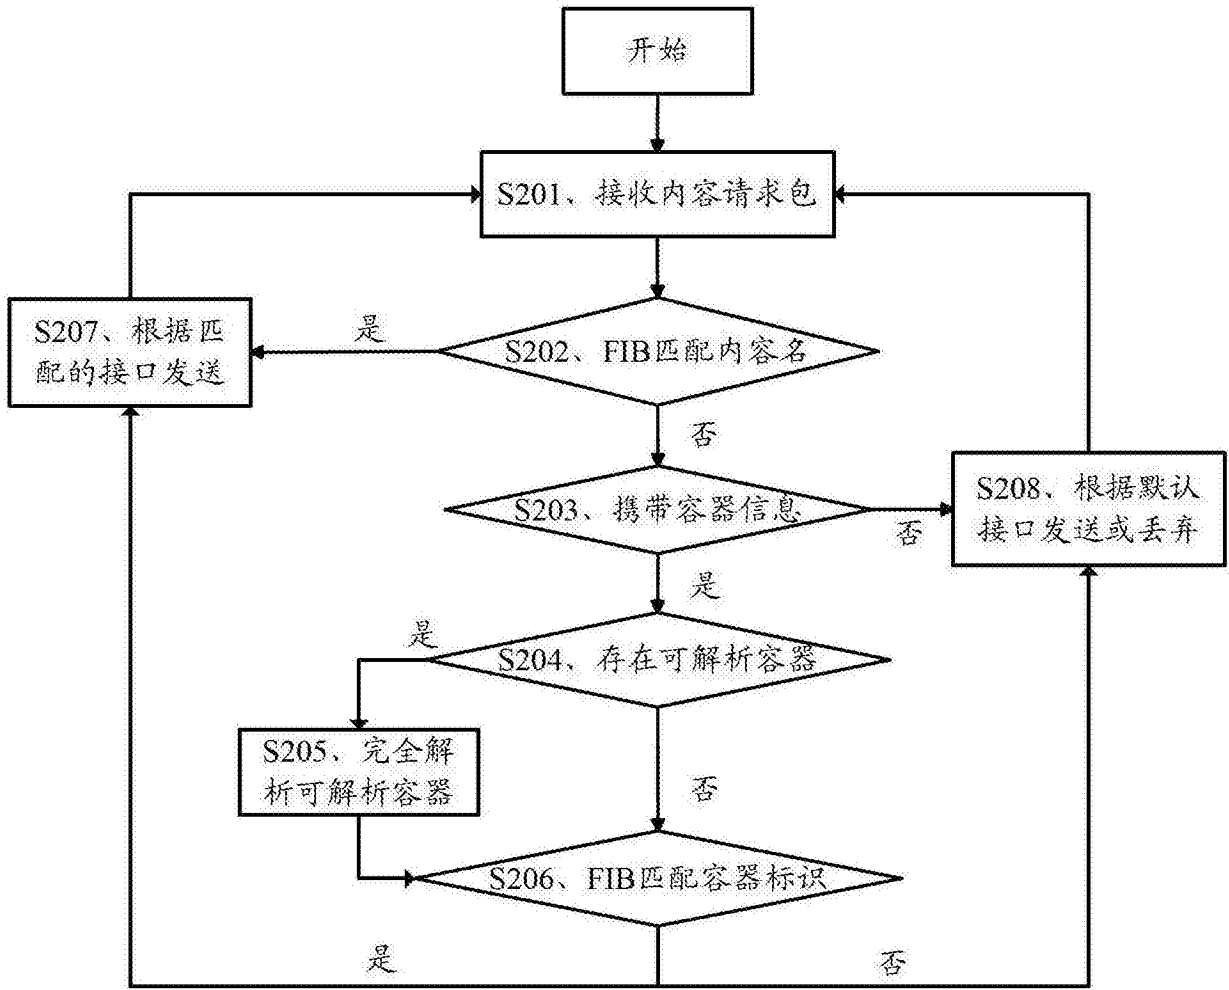 开始
S201、接收内容请求包
S202、FIB匹配内容名
是
S207、根据匹
配的接口发送
否
S203、携带容器信息
否
S208、根据默认
接口发送或丢弃
是
S204、存在可解析容器
是
S205、完全解
析可解析容器
否
S206、FIB匹配容器标识
是
否